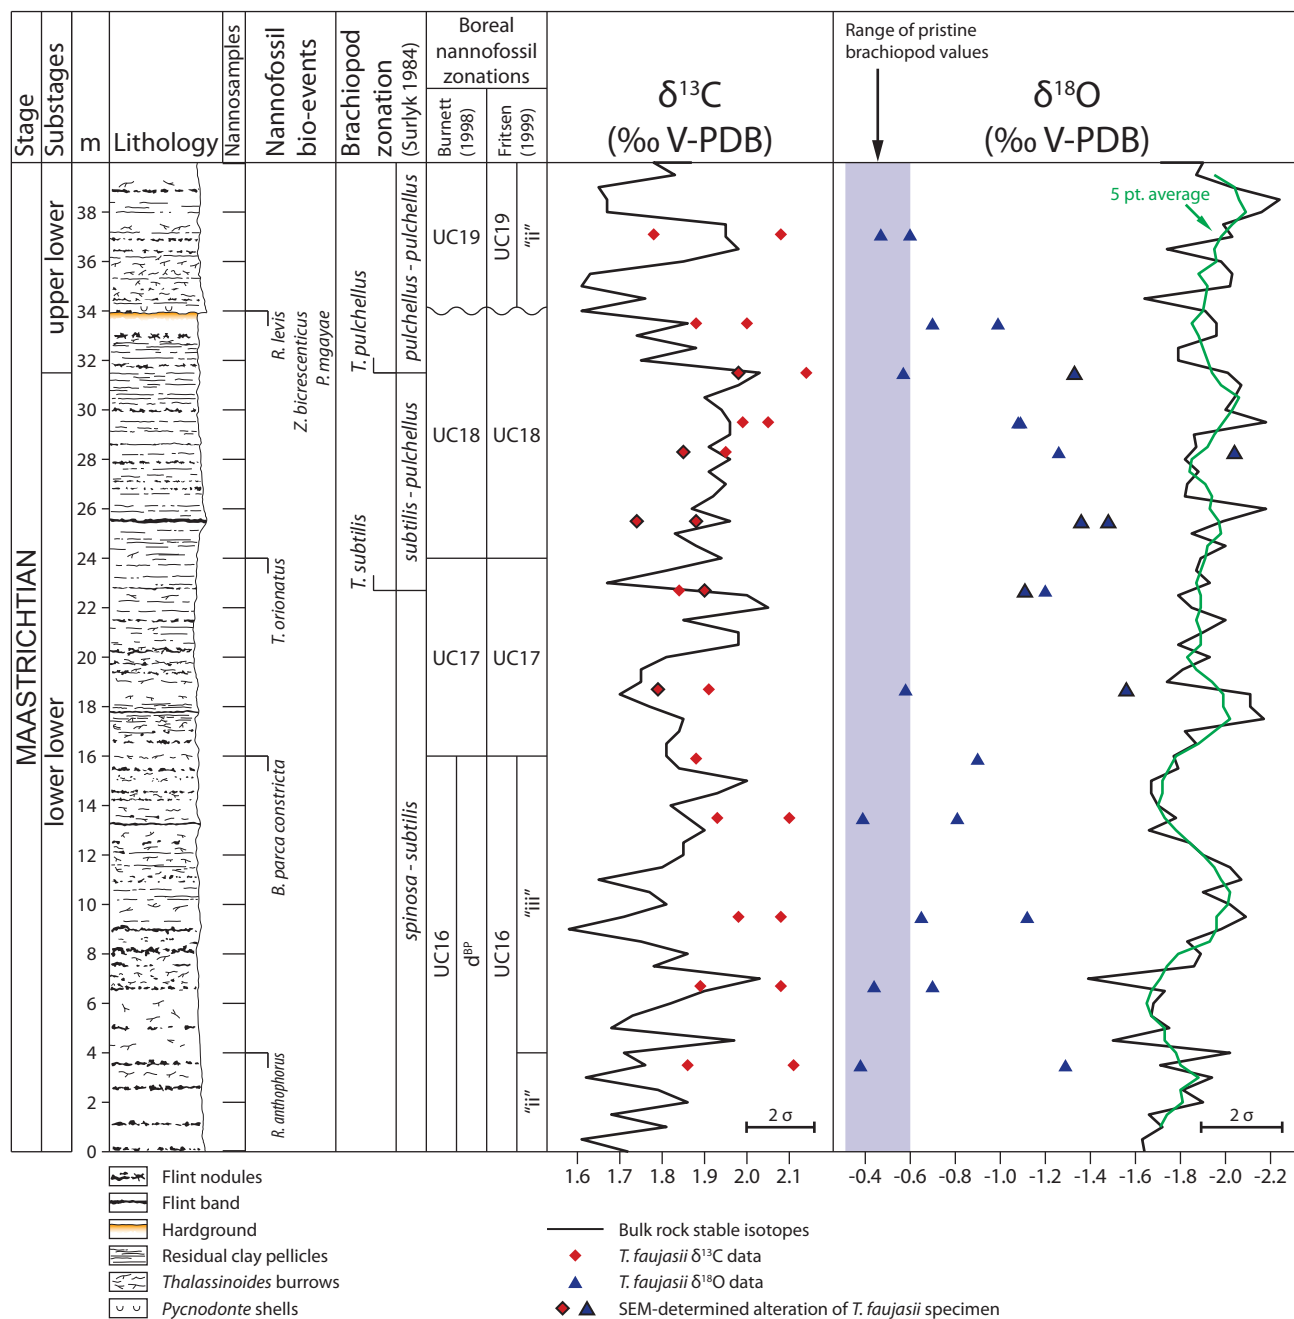 Stage
Substages
m
Lithology
Nannosamples
Nannofossil
bio-events
Brachiopod
zonation
(Surlyk 1984)
Boreal
nannofossil
zonations
Burnett
(1998)
Fritsen
(1999)
δ13C
(‰ V-PDB)
Range of pristine
brachiopod values
δ18O
(‰ V-PDB)
5 pt. average
MAASTRICHTIAN
upper lower
lower lower
38
36
34
32
30
28
26
24
22
20
18
16
14
12
10
8
6
4
2
0
R. levis
Z. bicrescenticus
P. mgayae
T. orionatus
B. parca constricta
R. anthophorus
T. pulchellus
T. subtilis
pulchellus - pulchellus
subtilis - pulchellus
spinosa - subtilis
UC19
UC18
UC17
UC16
dBP
UC19
"ii"
UC18
UC17
UC16
"iii"
"ii"
2 σ
2 σ
1.6 1.7 1.8 1.9 2.0 2.1
-0.4 -0.6 -0.8 -1.0 -1.2 -1.4 -1.6 -1.8 -2.0 -2.2
Flint nodules
Flint band
Hardground
Residual clay pellicles
Thalassinoides burrows
Pycnodonte shells
Bulk rock stable isotopes
T. faujasii δ13C data
T. faujasii δ18O data
SEM-determined alteration of T. faujasii specimen